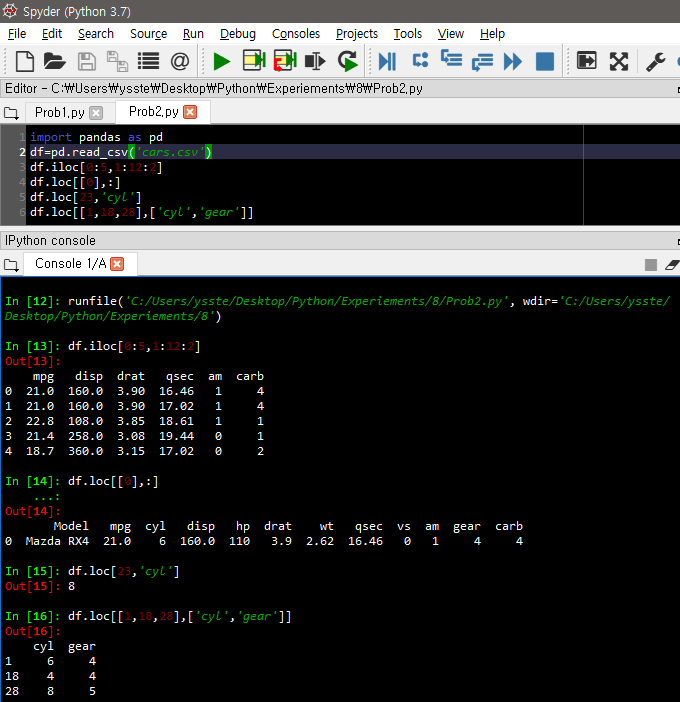 Spyder (Python 3.7)
File Edit Search Source Run Debug Consoles Projects Tools View Help
Editor - C:₩Users₩ysste₩Desktop₩Python₩Experiements₩8₩Prob2.py
Prob1.py Prob2.py
1 import pandas as pd
2 df=pd.read_csv('cars.csv')
3 df.iloc[0:5,1:12:2]
4 df.loc[[0],:]
5 df.loc[23,'cyl']
6 df.loc[[1,18,28],['cyl','gear']]
IPython console
Console 1/A
In [12]: runfile('C:/Users/ysste/Desktop/Python/Experiements/8/Prob2.py', wdir='C:/Users/ysste/
Desktop/Python/Experiements/8')
In [13]: df.iloc[0:5,1:12:2]
Out[13]:
mpg disp drat qsec am carb
0 21.0 160.0 3.90 16.46 1 4
1 21.0 160.0 3.90 17.02 1 4
2 22.8 108.0 3.85 18.61 1 1
3 21.4 258.0 3.08 19.44 0 1
4 18.7 360.0 3.15 17.02 0 2
In [14]: df.loc[[0],:]
...:
Out[14]:
Model mpg cyl disp hp drat wt qsec vs am gear carb
0 Mazda RX4 21.0 6 160.0 110 3.9 2.62 16.46 0 1 4 4
In [15]: df.loc[23,'cyl']
Out[15]: 8
In [16]: df.loc[[1,18,28],['cyl','gear']]
Out[16]:
cyl gear
1 6 4
18 4 4
28 8 5